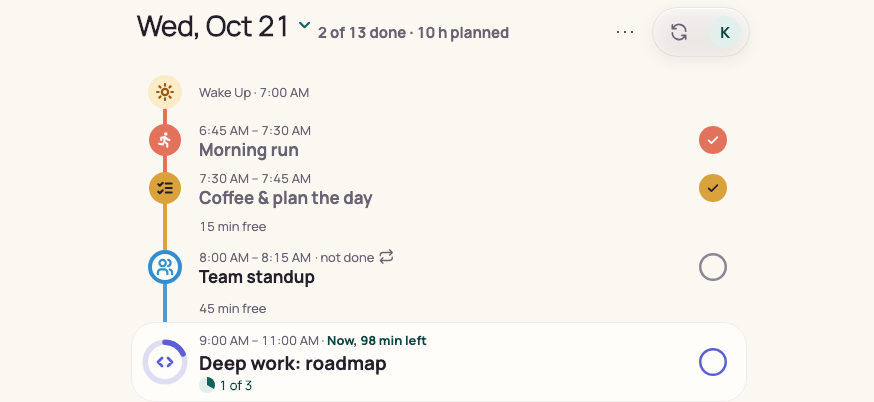 Wed, Oct 21 2 of 13 done · 10 h planned ··· K
Wake Up · 7:00 AM
6:45 AM – 7:30 AM
Morning run
7:30 AM – 7:45 AM
Coffee & plan the day
15 min free
8:00 AM – 8:15 AM · not done
Team standup
45 min free
9:00 AM – 11:00 AM · Now, 98 min left
Deep work: roadmap
1 of 3